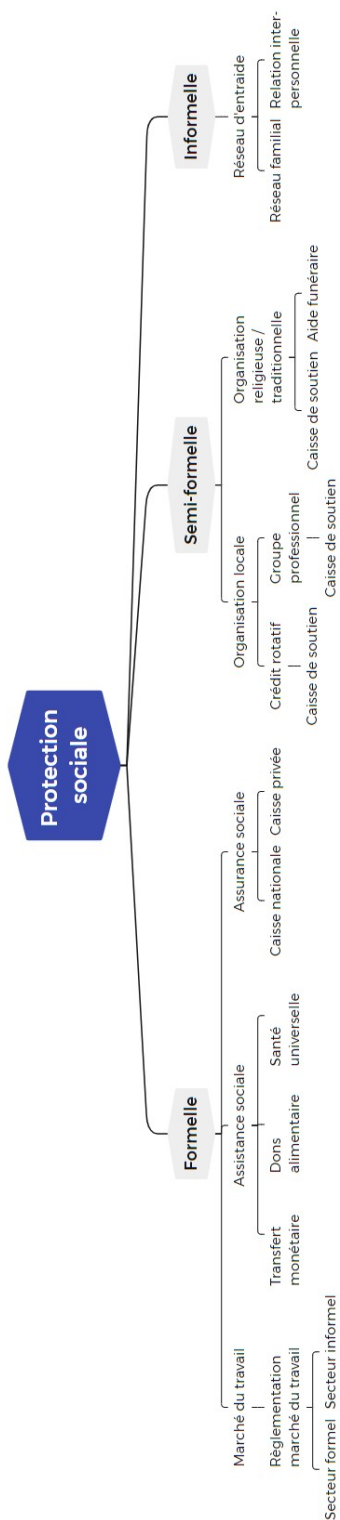 Protection
sociale
Formelle
Semi-formelle
Informelle
Marché du travail
Assistance sociale
Assurance sociale
Organisation locale
Organisation
religieuse /
traditionnelle
Réseau d'entraide
Règlementation
marché du travail
Transfert
monétaire
Dons
alimentaire
Santé
universelle
Caisse nationale
Caisse privée
Crédit rotatif
Groupe
professionnel
Caisse de soutien
Aide funéraire
Réseau familial
Relation inter-
personnelle
Secteur formel
Secteur informel
Caisse de soutien
Caisse de soutien